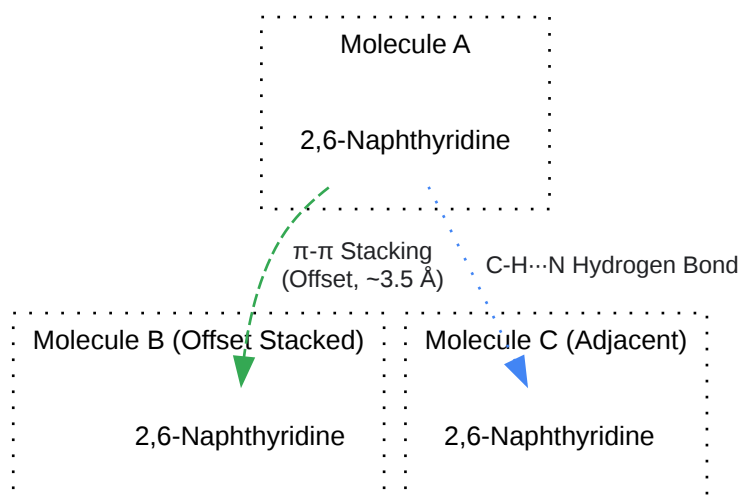 Molecule A
2,6-Naphthyridine
π-π Stacking
(Offset, ~3.5 Å)
C-H···N Hydrogen Bond
Molecule B (Offset Stacked)
Molecule C (Adjacent)
2,6-Naphthyridine
2,6-Naphthyridine